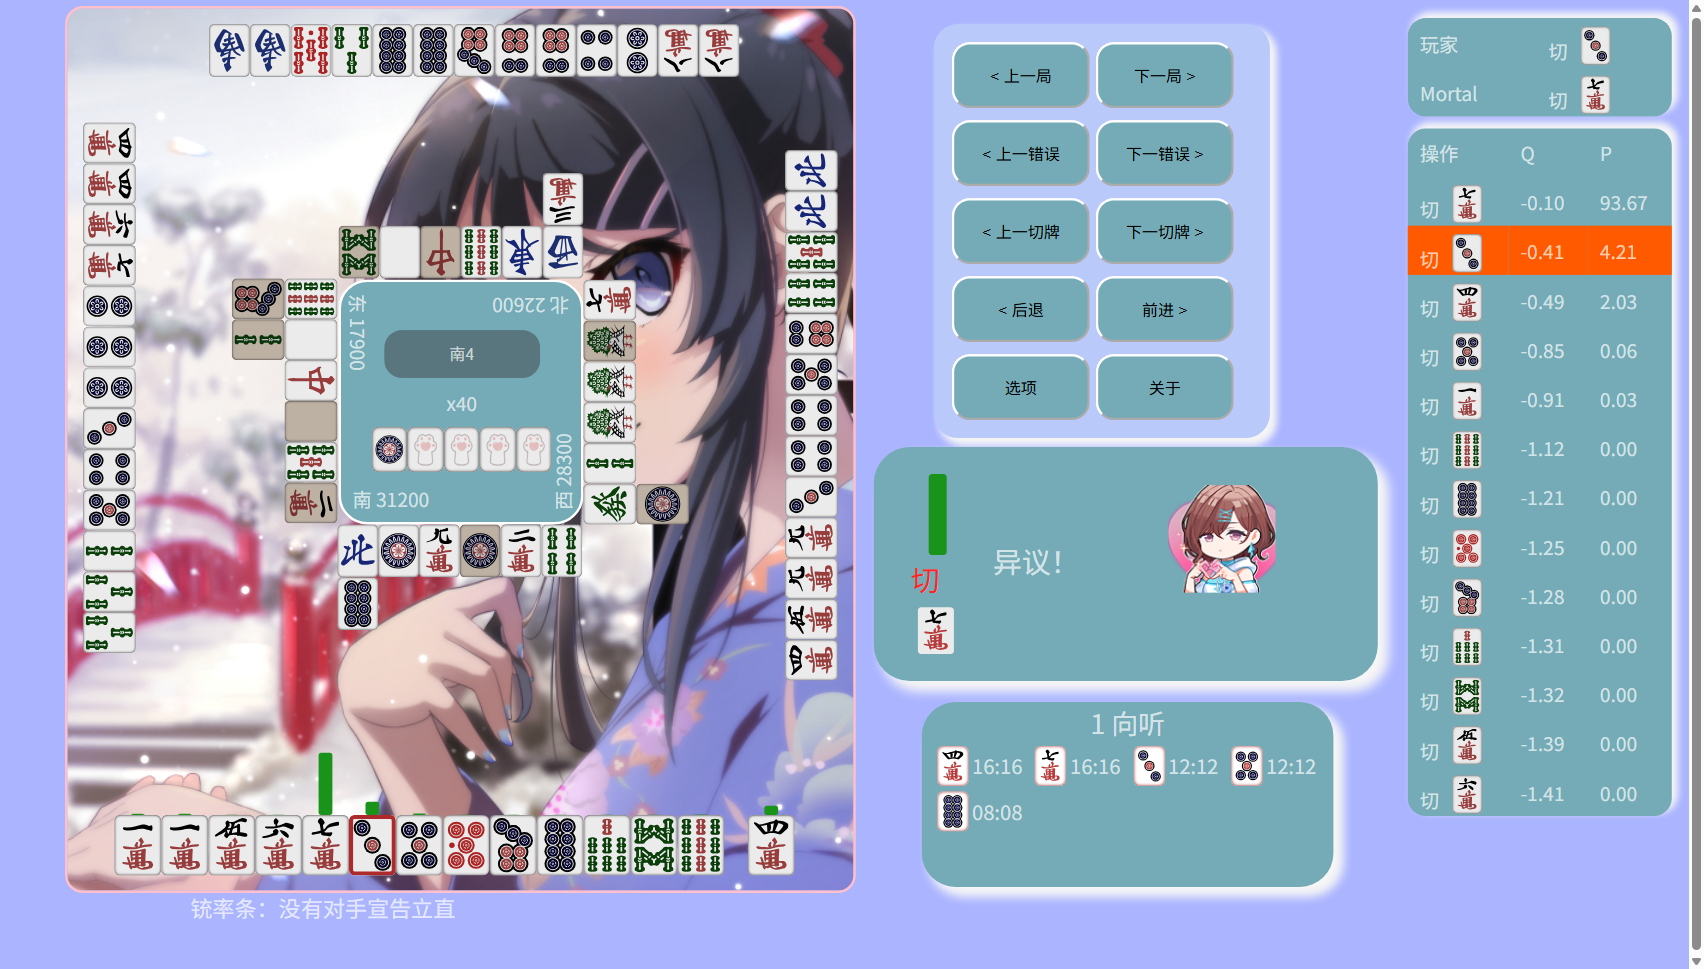 东 17900
北 22600
南4
x40
南 31200
西 28300
铳率条：没有对手宣告立直
< 上一局
下一局 >
< 上一错误
下一错误 >
< 上一切牌
下一切牌 >
< 后退
前进 >
选项
关于
切
异议！
1 向听
16:16 16:16 12:12 12:12
08:08
玩家 切
Mortal 切
操作 Q P
切 -0.10 93.67
切 -0.41 4.21
切 -0.49 2.03
切 -0.85 0.06
切 -0.91 0.03
切 -1.12 0.00
切 -1.21 0.00
切 -1.25 0.00
切 -1.28 0.00
切 -1.31 0.00
切 -1.32 0.00
切 -1.39 0.00
切 -1.41 0.00